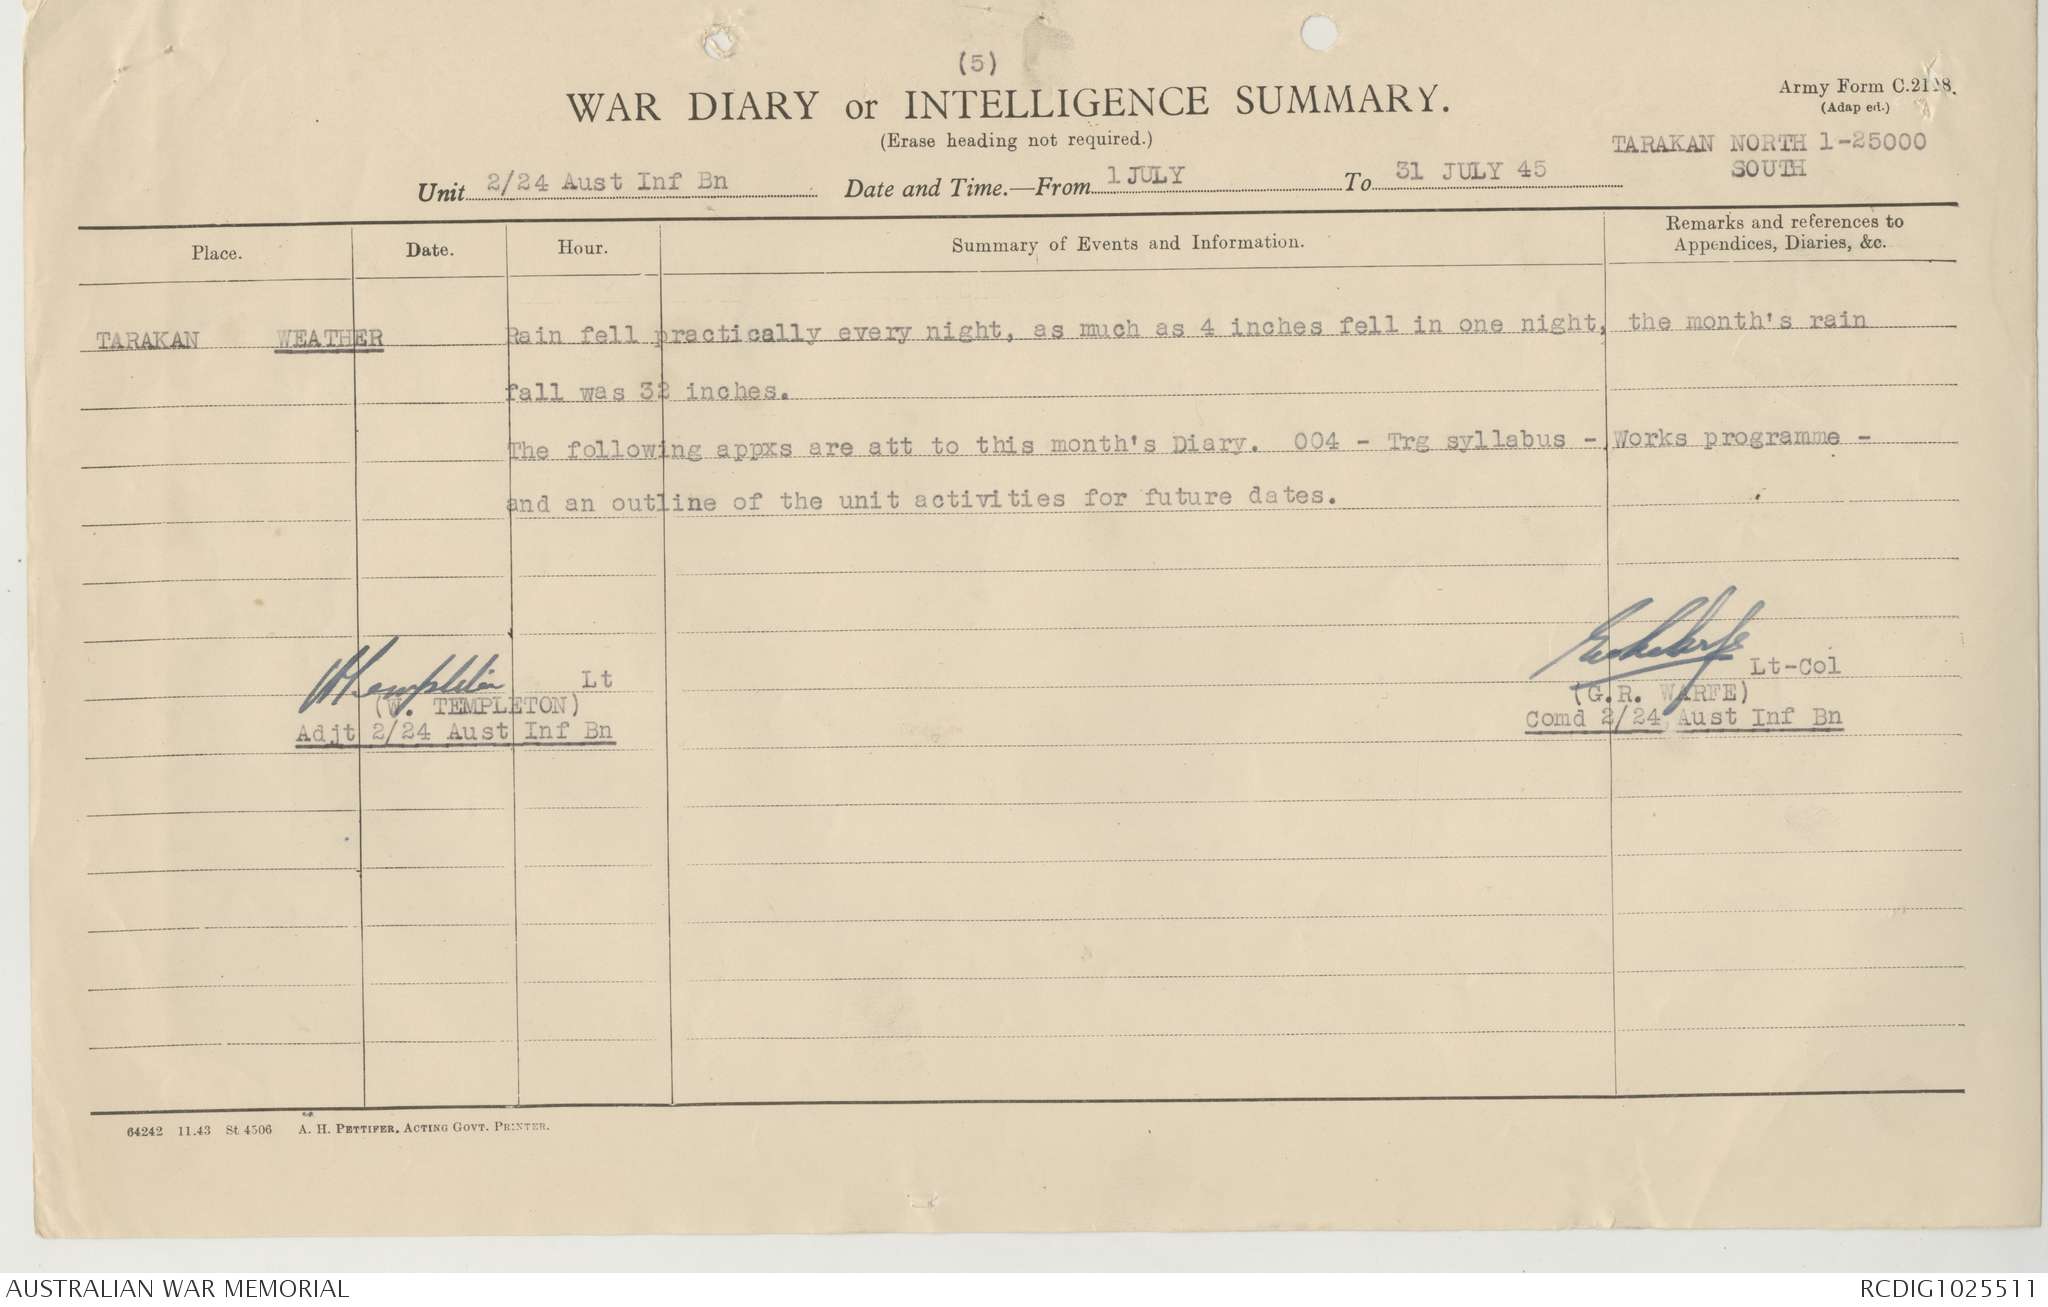 (5)
WAR DIARY or INTELLIGENCE SUMMARY.
Army Form C.2118.
(Adap ed.)
(Erase heading not required.)
TARAKAN NORTH 1-25000
SOUTH
Unit 2/24 Aust Inf Bn Date and Time.—From 1 JULY To 31 JULY 45
Place. Date. Hour. Summary of Events and Information. Remarks and references to
Appendices, Diaries, &c.
TARAKAN WEATHER Rain fell practically every night, as much as 4 inches fell in one night, the month's rain
fall was 32 inches.
The following appxs are att to this month's Diary. 004 - Trg syllabus - Works programme -
and an outline of the unit activities for future dates.
WTempleton Lt
(W. TEMPLETON)
Adjt 2/24 Aust Inf Bn
Lt-Col
(G.R. WARFE)
Comd 2/24 Aust Inf Bn
64242 11.43 St 4506 A. H. PETTIFER, ACTING GOVT. PRINTER.
AUSTRALIAN WAR MEMORIAL
RCDIG1025511